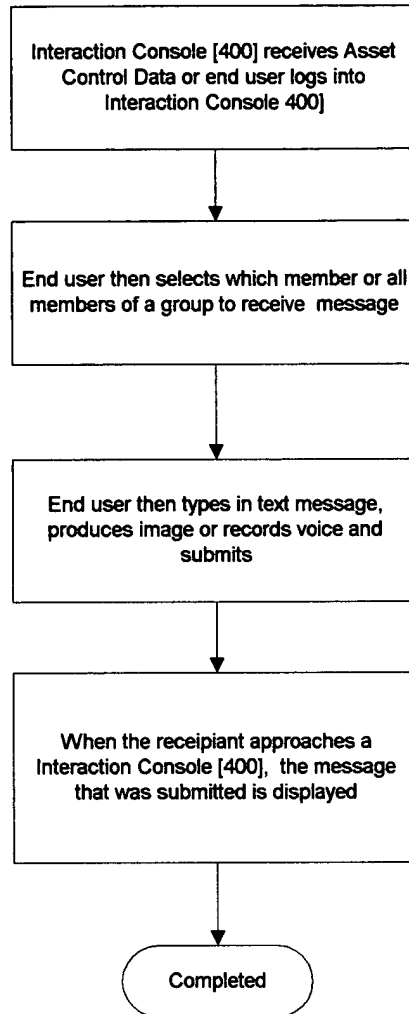 Interaction Console [400] receives Asset
Control Data or end user logs into
Interaction Console 400]
End user then selects which member or all
members of a group to receive message
End user then types in text message,
produces image or records voice and
submits
When the receipiant approaches a
Interaction Console [400], the message
that was submitted is displayed
Completed